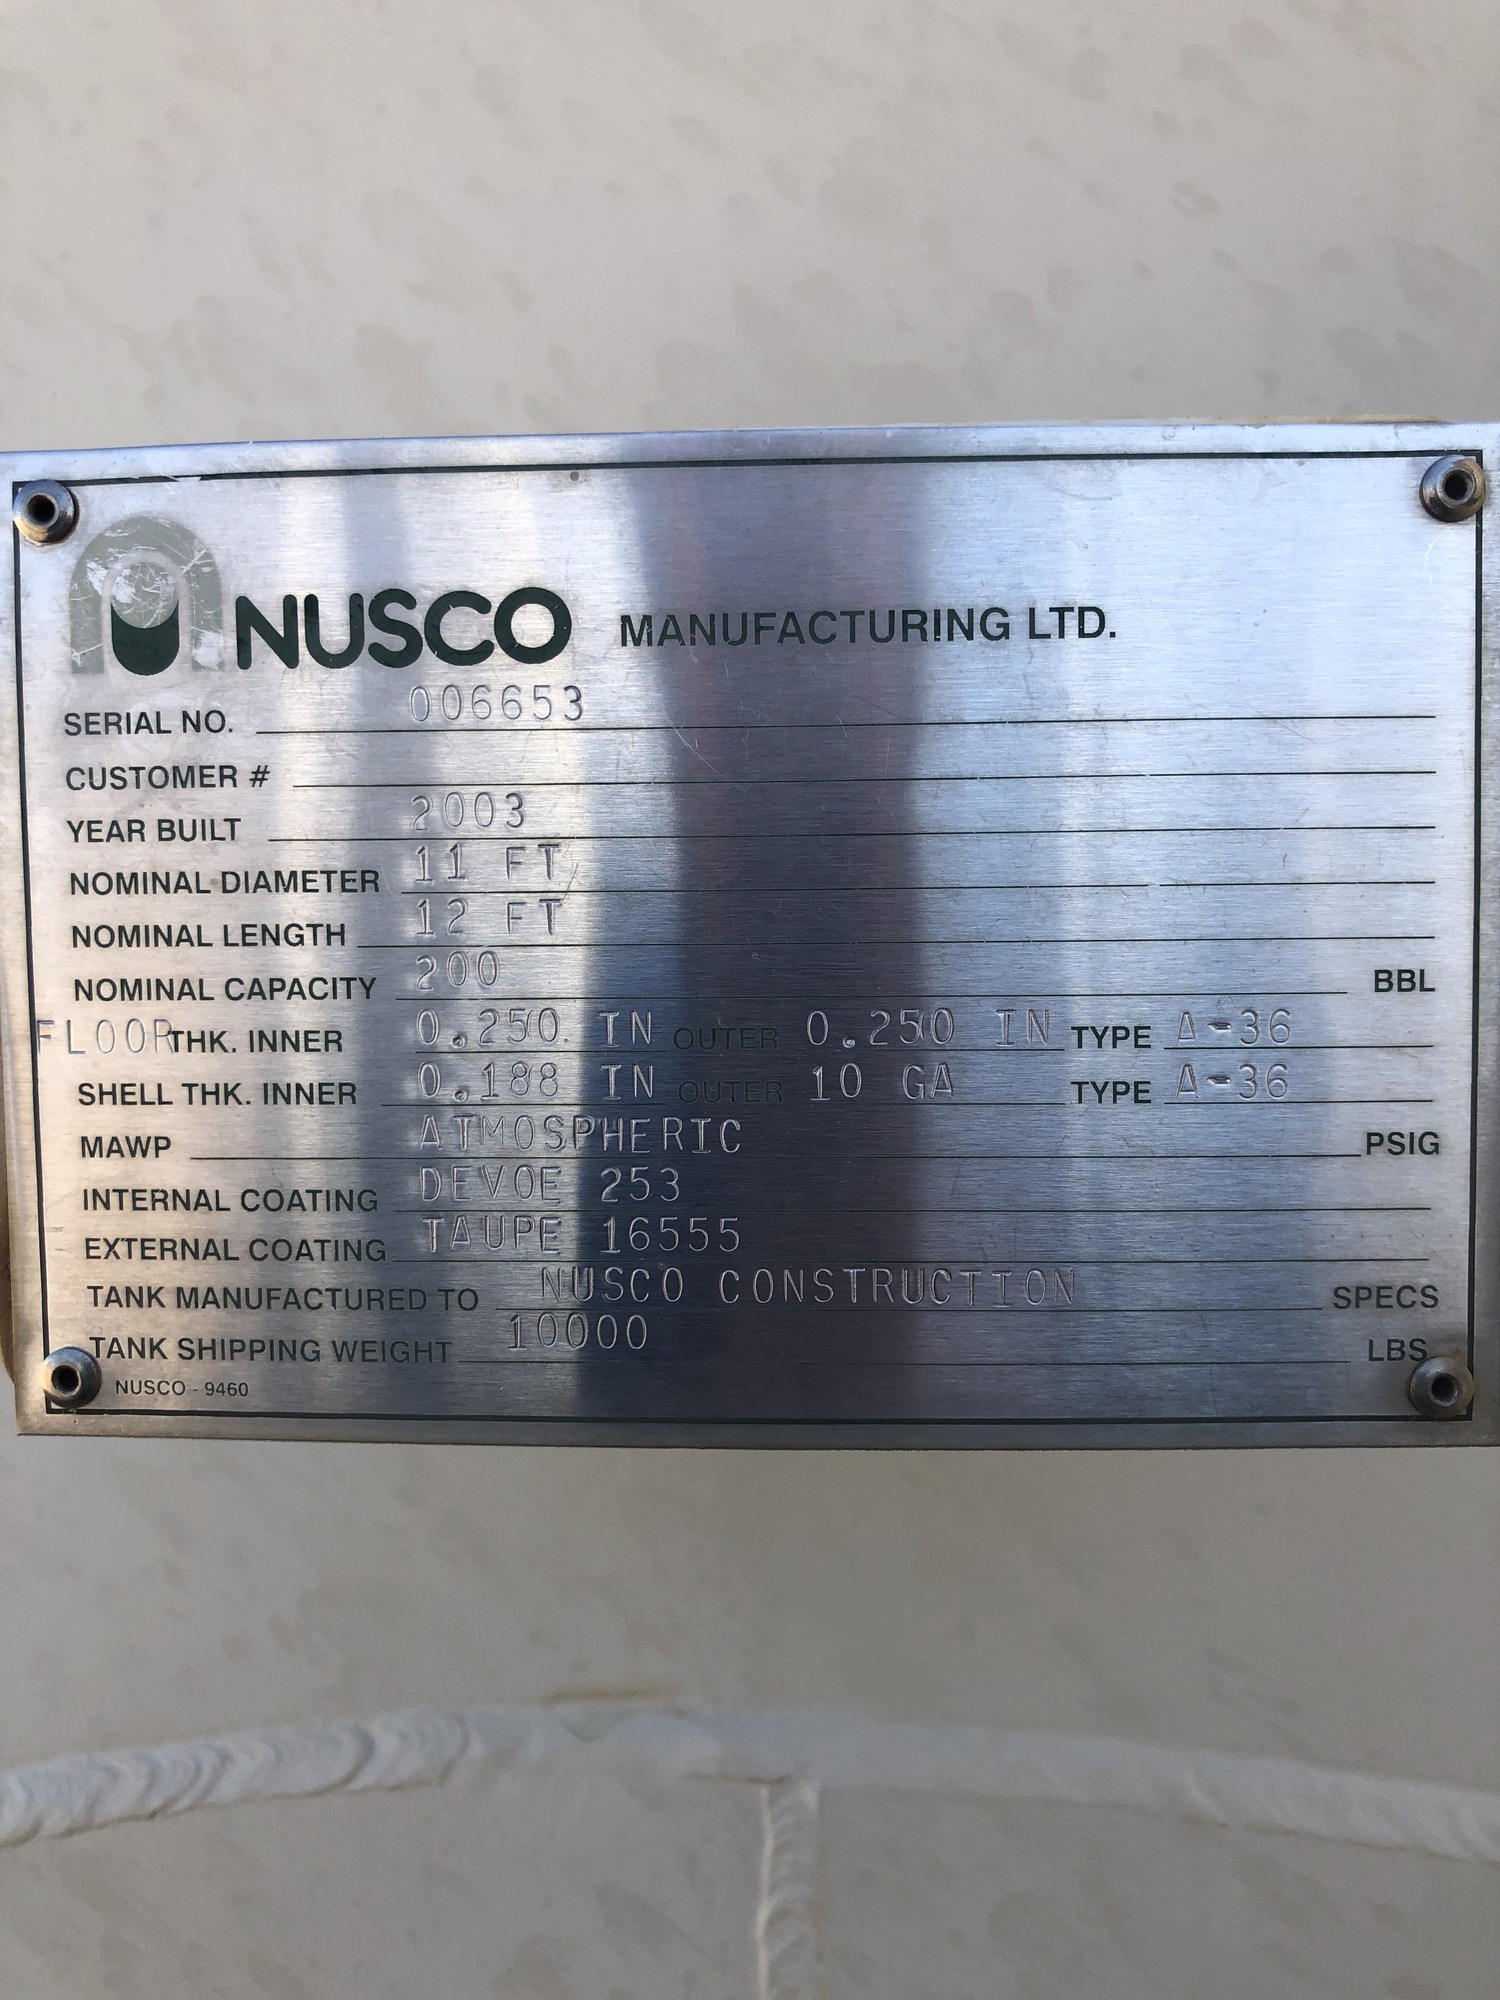 NUSCO MANUFACTURING LTD.
SERIAL NO. 006653
CUSTOMER #
YEAR BUILT 2003
NOMINAL DIAMETER 11 FT
NOMINAL LENGTH 12 FT
NOMINAL CAPACITY 200 BBL
FLOOR THK. INNER 0.250 IN OUTER 0.250 IN TYPE A-36
SHELL THK. INNER 0.188 IN OUTER 10 GA TYPE A-36
MAWP ATMOSPHERIC PSIG
INTERNAL COATING DEVOE 253
EXTERNAL COATING TAUPE 16555
TANK MANUFACTURED TO NUSCO CONSTRUCTION SPECS
TANK SHIPPING WEIGHT 10000 LBS.
NUSCO - 9460